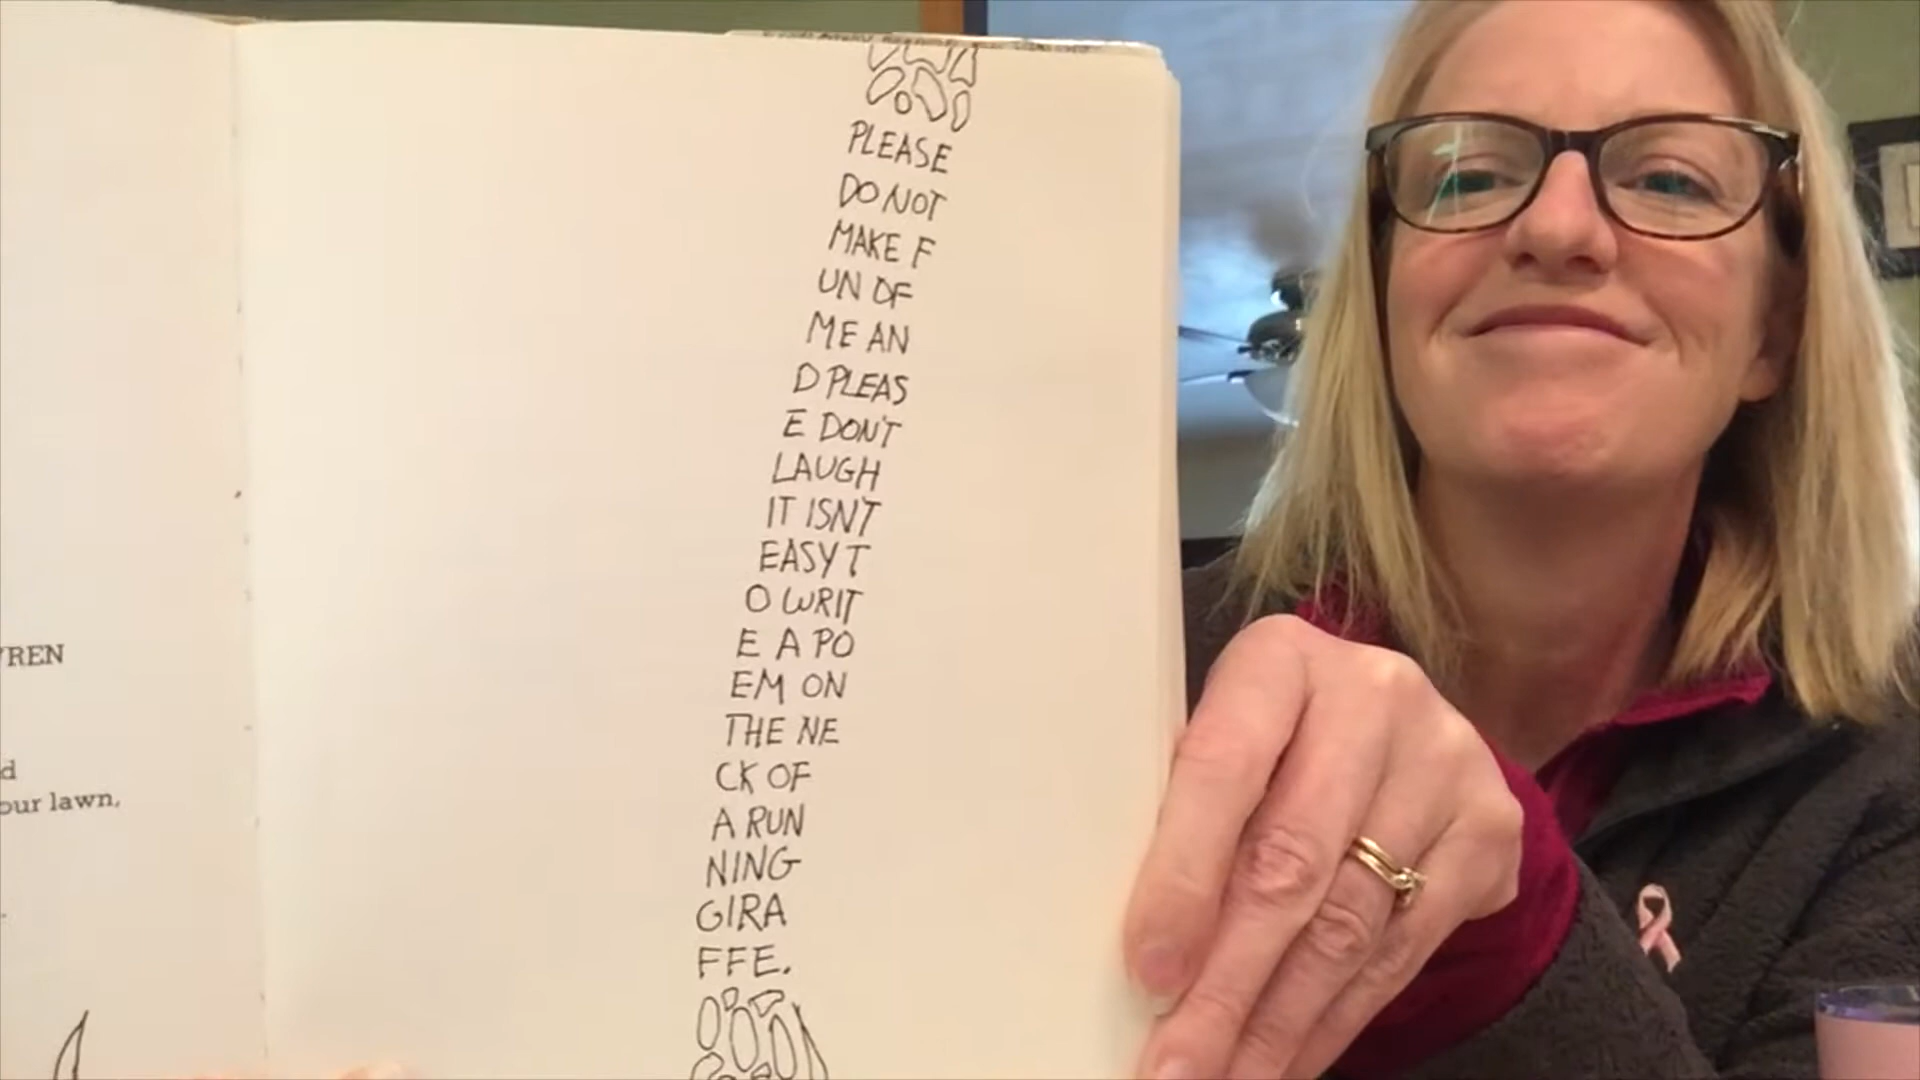 PLEASE
DO NOT
MAKE F
UN OF
ME AN
D PLEAS
E DON'T
LAUGH
IT ISN'T
EASY T
O WRIT
E A PO
EM ON
THE NE
CK OF
A RUN
NING
GIRA
FFE.
our lawn,